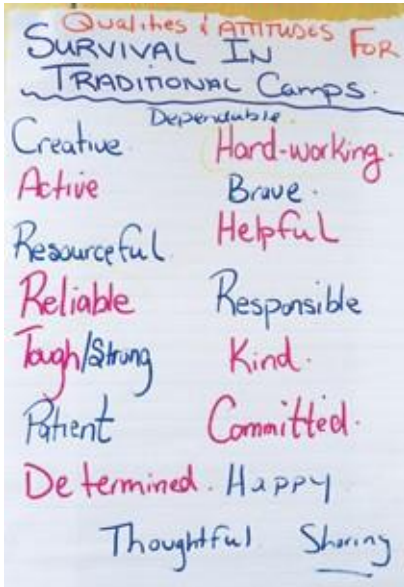 Qualities & ATTITUDES FOR
SURVIVAL IN
TRADITIONAL Camps.
Dependable.
Creative. Hard-working.
Active Brave.
Resourceful. Helpful
Reliable Responsible
Tough/Strong Kind.
Patient Committed.
Determined. Happy
Thoughtful. Sharing